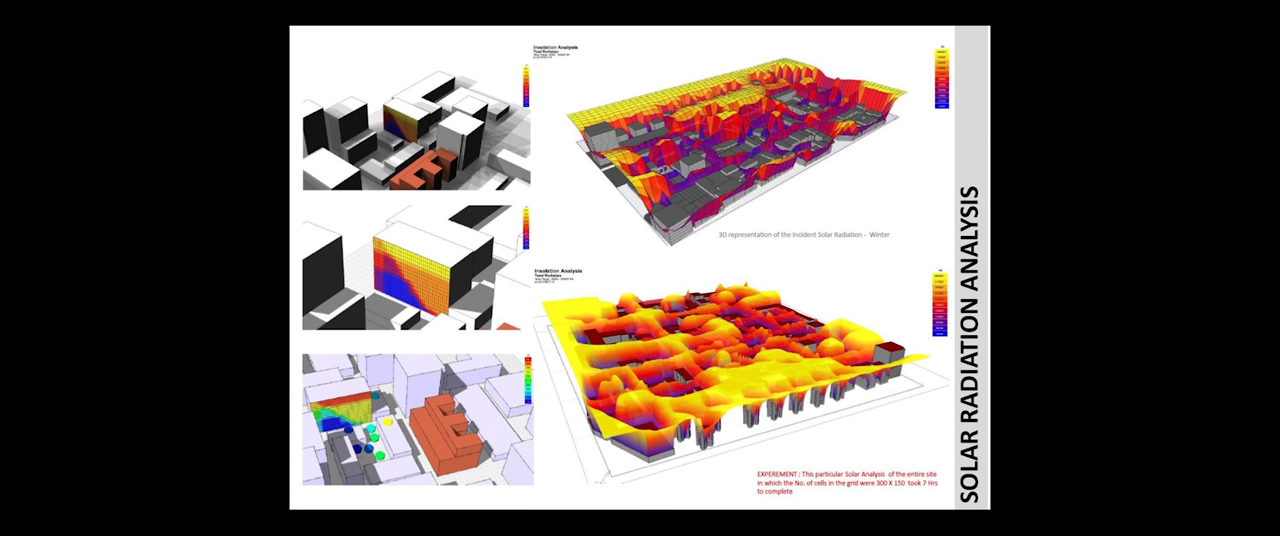 Insolation Analysis
Total Radiation
3D representation of the Incident Solar Radiation - Winter
Insolation Analysis
Total Radiation
EXPEREMENT : This particular Solar Analysis of the entire site
in which the No. of cells in the grid were 300 X 150 took 7 Hrs
to complete
SOLAR RADIATION ANALYSIS